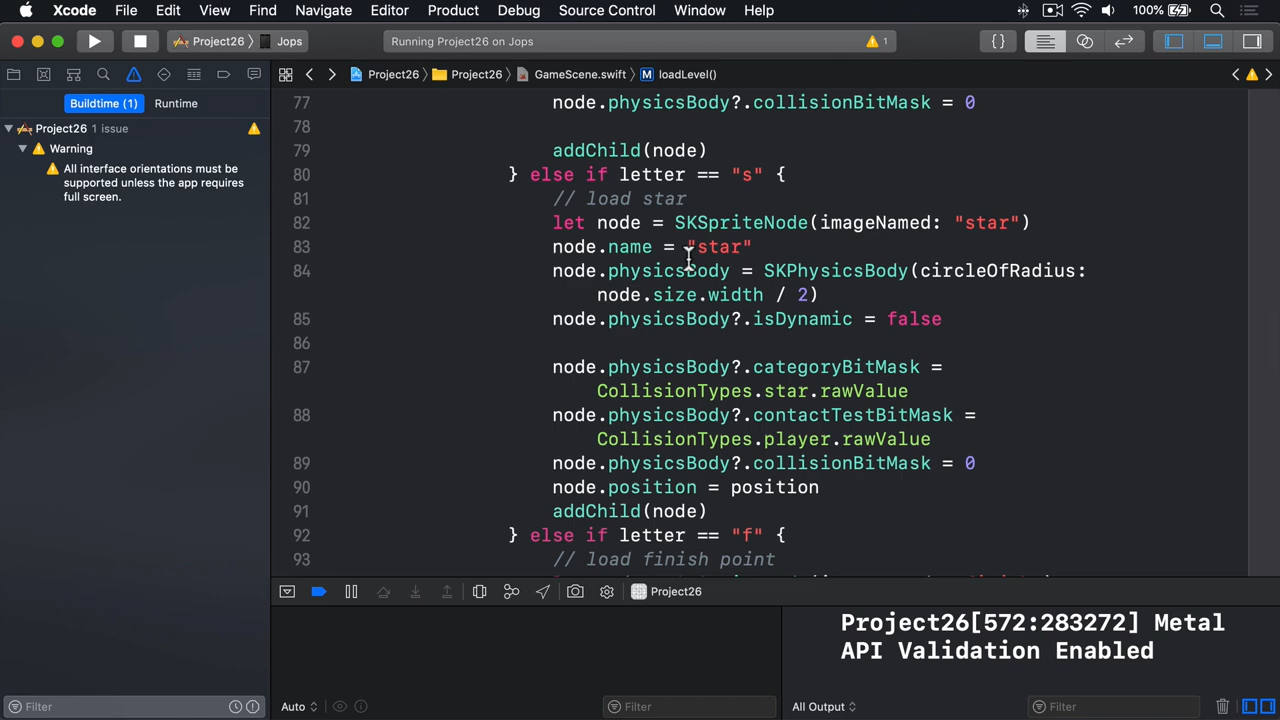 Xcode File Edit View Find Navigate Editor Product Debug Source Control Window Help 100%
Project26 Jops Running Project26 on Jops 1
Project26 Project26 GameScene.swift M loadLevel()
Buildtime (1) Runtime
Project26 1 issue
Warning
All interface orientations must be
supported unless the app requires
full screen.
77 node.physicsBody?.collisionBitMask = 0
78
79 addChild(node)
80 } else if letter == "s" {
81 // load star
82 let node = SKSpriteNode(imageNamed: "star")
83 node.name = "star"
84 node.physicsBody = SKPhysicsBody(circleOfRadius:
node.size.width / 2)
85 node.physicsBody?.isDynamic = false
86
87 node.physicsBody?.categoryBitMask =
CollisionTypes.star.rawValue
88 node.physicsBody?.contactTestBitMask =
CollisionTypes.player.rawValue
89 node.physicsBody?.collisionBitMask = 0
90 node.position = position
91 addChild(node)
92 } else if letter == "f" {
93 // load finish point
Project26
Project26[572:283272] Metal
API Validation Enabled
Filter Auto Filter All Output Filter